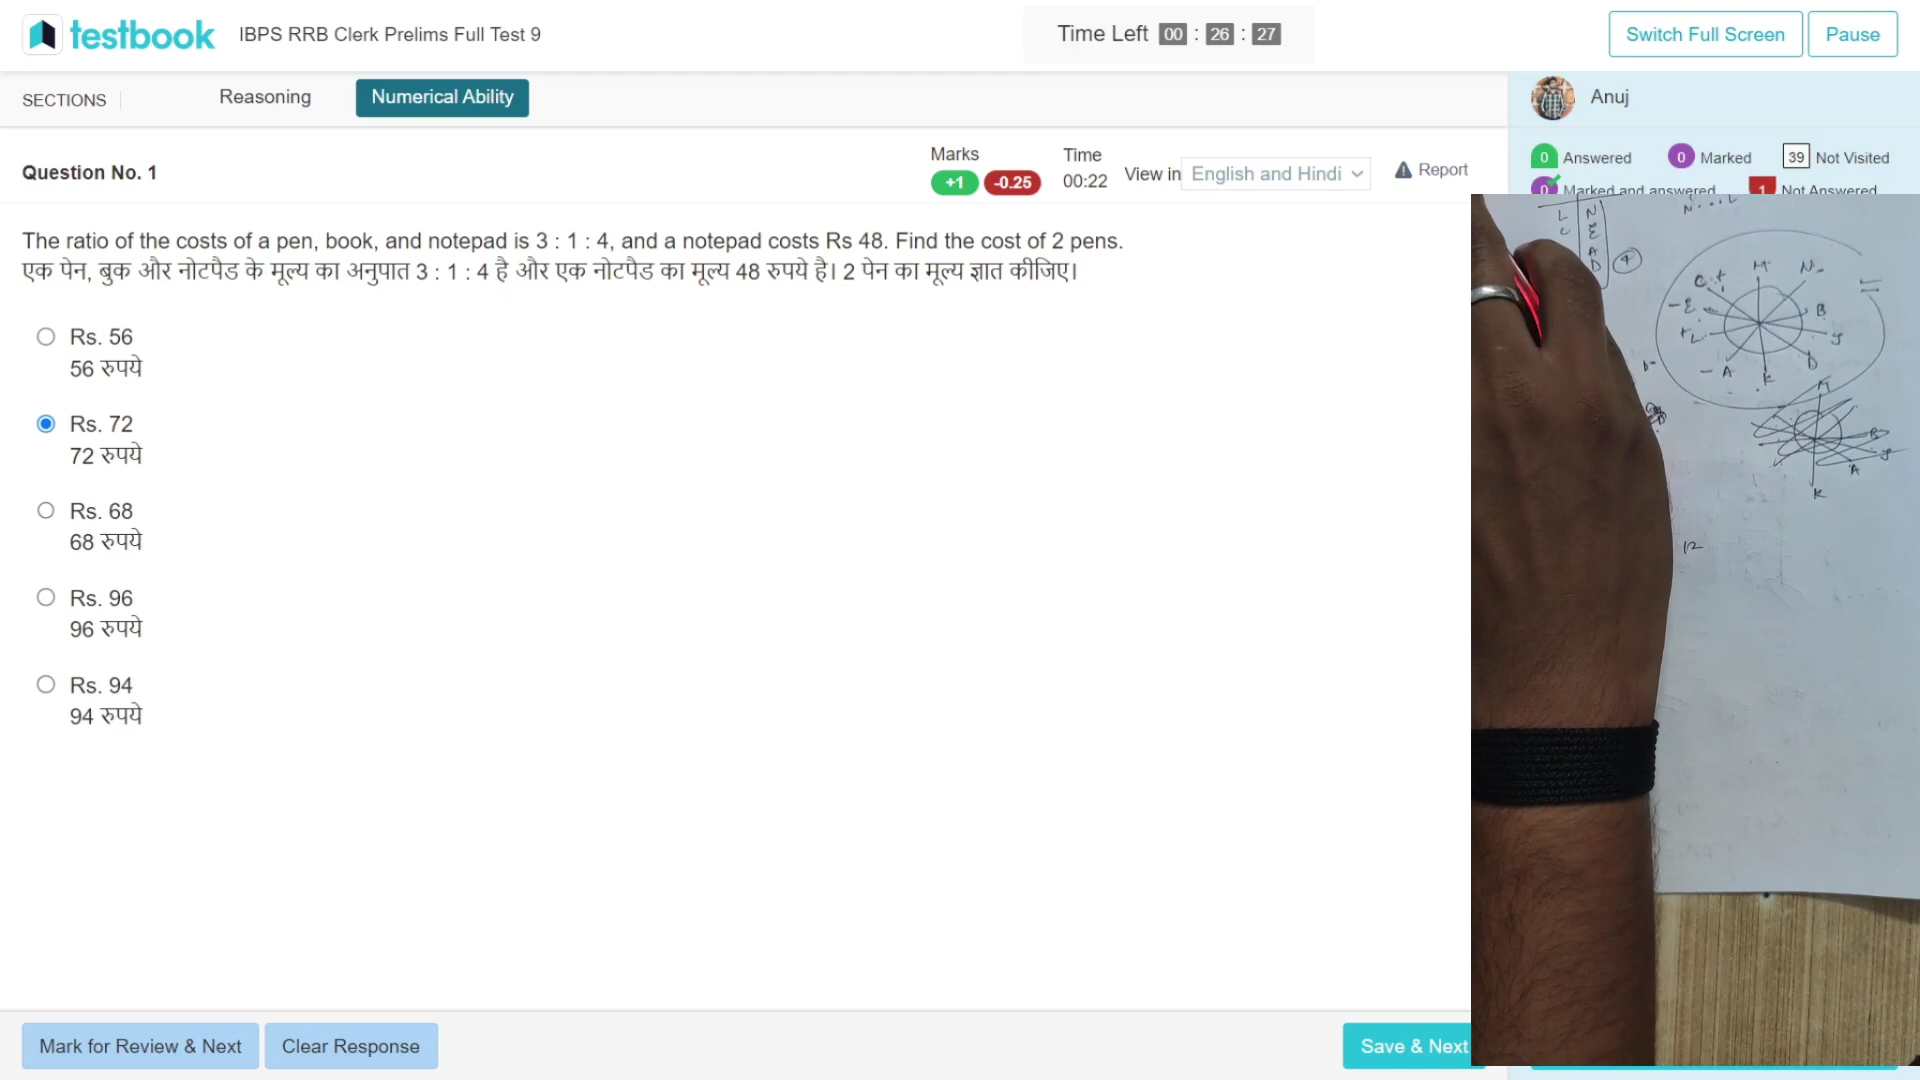 testbook IBPS RRB Clerk Prelims Full Test 9
Time Left 00 : 26 : 27
Switch Full Screen
Pause
SECTIONS
Reasoning
Numerical Ability
Anuj
Question No. 1
Marks
+1 -0.25
Time
00:22
View in English and Hindi
Report
0 Answered
0 Marked
39 Not Visited
0 Marked and answered
1 Not Answered
The ratio of the costs of a pen, book, and notepad is 3 : 1 : 4, and a notepad costs Rs 48. Find the cost of 2 pens.
एक पेन, बुक और नोटपैड के मूल्य का अनुपात 3 : 1 : 4 है और एक नोटपैड का मूल्य 48 रुपये है। 2 पेन का मूल्य ज्ञात कीजिए।
Rs. 56
56 रुपये
Rs. 72
72 रुपये
Rs. 68
68 रुपये
Rs. 96
96 रुपये
Rs. 94
94 रुपये
Mark for Review & Next
Clear Response
Save & Next